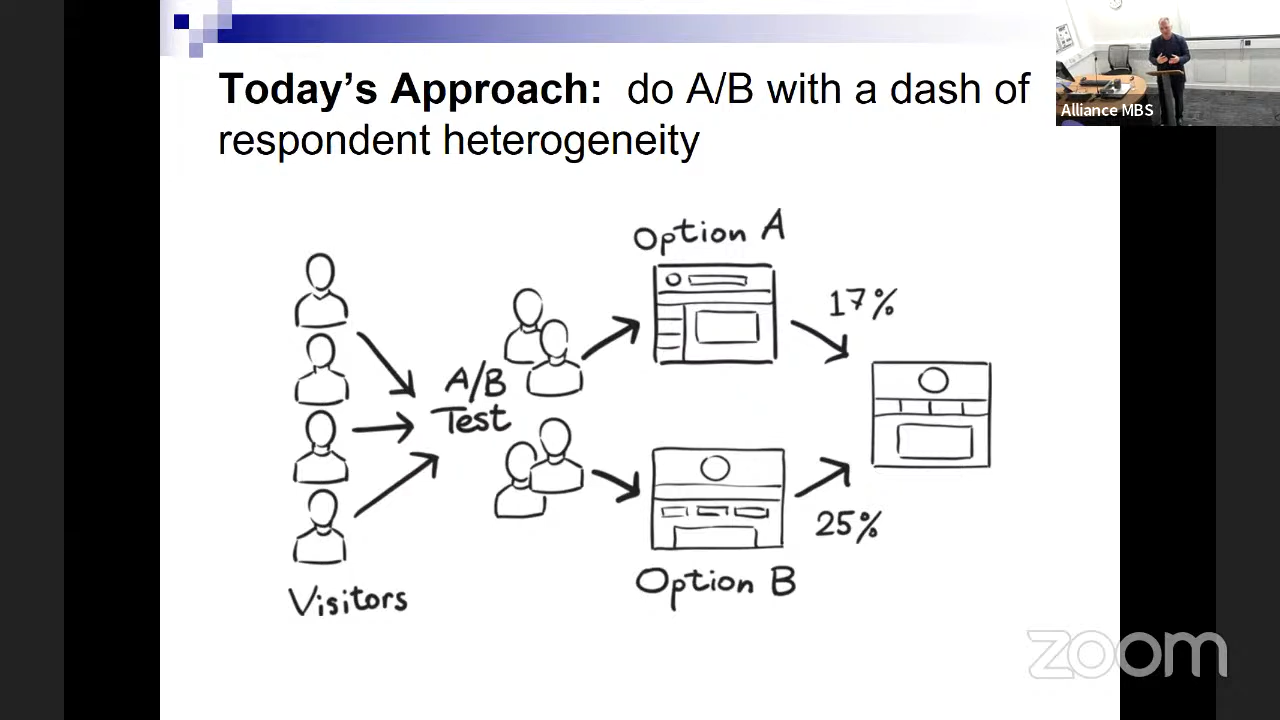 Today's Approach: do A/B with a dash of
respondent heterogeneity
Alliance MBS
Option A
17%
A/B
Test
25%
Option B
Visitors
zoom